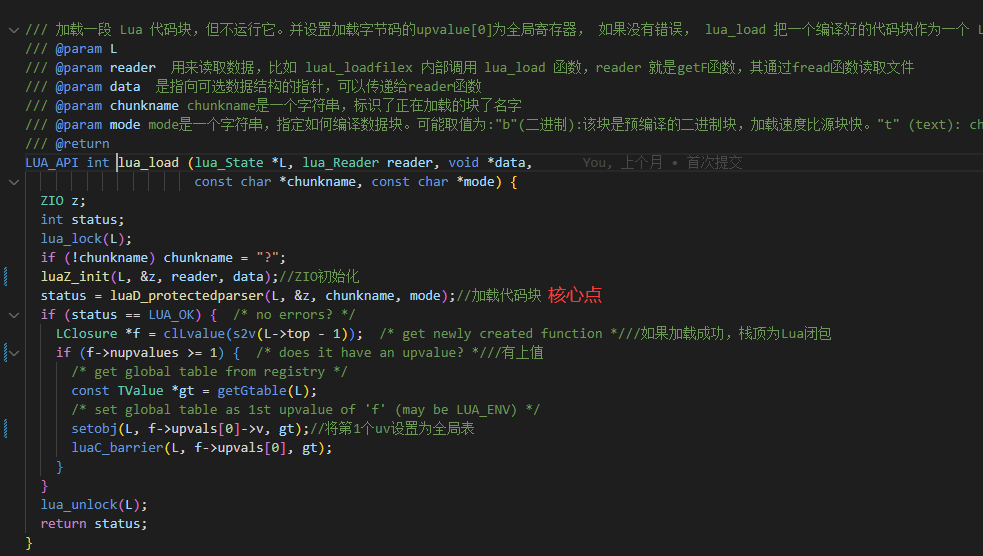 /// 加载一段 Lua 代码块，但不运行它。并设置加载字节码的upvalue[0]为全局寄存器， 如果没有错误， lua_load 把一个编译好的代码块作为一个 L
/// @param L
/// @param reader  用来读取数据，比如 luaL_loadfilex 内部调用 lua_load 函数，reader 就是getF函数，其通过fread函数读取文件
/// @param data  是指向可选数据结构的指针，可以传递给reader函数
/// @param chunkname chunkname是一个字符串，标识了正在加载的块了名字
/// @param mode mode是一个字符串，指定如何编译数据块。可能取值为:"b"(二进制):该块是预编译的二进制块，加载速度比源块快。"t" (text): ch
/// @return
LUA_API int lua_load (lua_State *L, lua_Reader reader, void *data,      You, 上个月 • 首次提交
                      const char *chunkname, const char *mode) {
  ZIO z;
  int status;
  lua_lock(L);
  if (!chunkname) chunkname = "?";
  luaZ_init(L, &z, reader, data);//ZIO初始化
  status = luaD_protectedparser(L, &z, chunkname, mode);//加载代码块 核心点
  if (status == LUA_OK) {  /* no errors? */
    LClosure *f = clLvalue(s2v(L->top - 1));  /* get newly created function *///如果加载成功，栈顶为Lua闭包
    if (f->nupvalues >= 1) {  /* does it have an upvalue? *///有上值
      /* get global table from registry */
      const TValue *gt = getGtable(L);
      /* set global table as 1st upvalue of 'f' (may be LUA_ENV) */
      setobj(L, f->upvals[0]->v, gt);//将第1个uv设置为全局表
      luaC_barrier(L, f->upvals[0], gt);
    }
  }
  lua_unlock(L);
  return status;
}